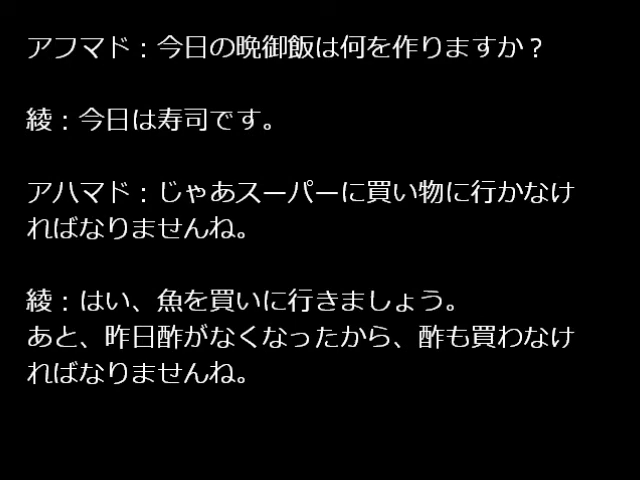 アフマド：今日の晩御飯は何を作りますか？
綾：今日は寿司です。
アハマド：じゃあスーパーに買い物に行かなけ
ればなりませんね。
綾：はい、魚を買いに行きましょう。
あと、昨日酢がなくなったから、酢も買わなけ
ればなりませんね。